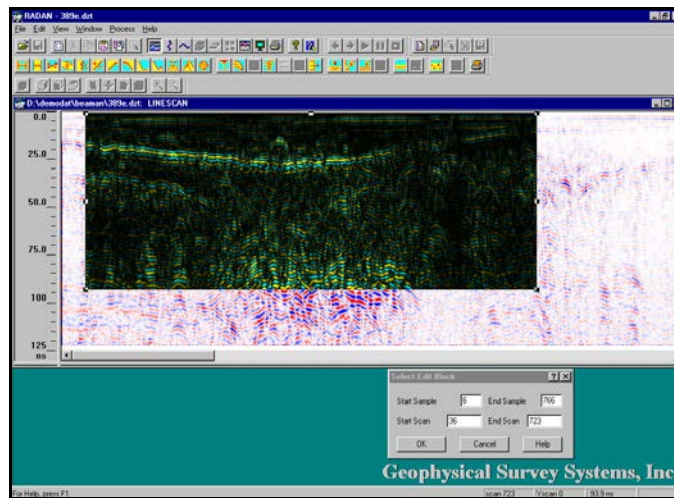 RADAN - 389e.dzt
File Edit View Window Process Help
D:\demodat\beaman\389e.dzt: LINESCAN
0.0
25.0
50.0
75.0
100
125
ns
Select Edit Block
Start Sample 6 End Sample 766
Start Scan 36 End Scan 723
OK Cancel Help
Geophysical Survey Systems, Inc
For Help, press F1 scan 723 Yscan 0 93.9 ns